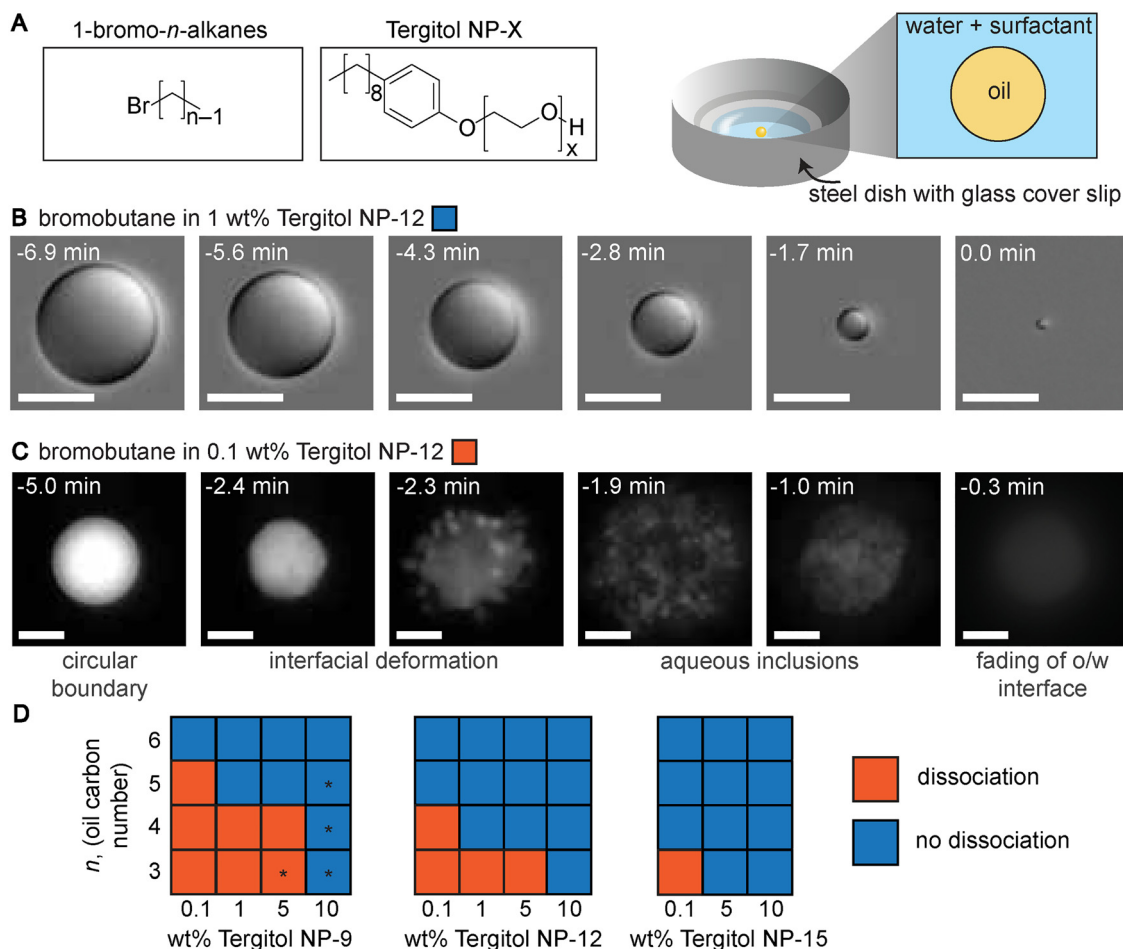 A
1-bromo-n-alkanes
Tergitol NP-X
Br
n–1
8
O
O
H
x
water + surfactant
oil
steel dish with glass cover slip
B bromobutane in 1 wt% Tergitol NP-12
-6.9 min
-5.6 min
-4.3 min
-2.8 min
-1.7 min
0.0 min
C bromobutane in 0.1 wt% Tergitol NP-12
-5.0 min
-2.4 min
-2.3 min
-1.9 min
-1.0 min
-0.3 min
circular
boundary
interfacial deformation
aqueous inclusions
fading of o/w
interface
D
n, (oil carbon
number)
6
5
4
3
*
*
* *
0.1 1 5 10
wt% Tergitol NP-9
0.1 1 5 10
wt% Tergitol NP-12
0.1 5 10
wt% Tergitol NP-15
dissociation
no dissociation